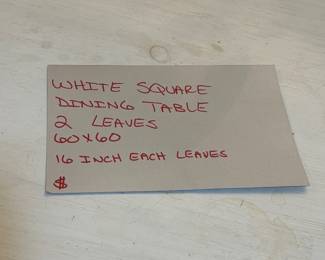 WHITE SQUARE
DINING TABLE
2 LEAVES
60x60
16 INCH EACH LEAVES
$